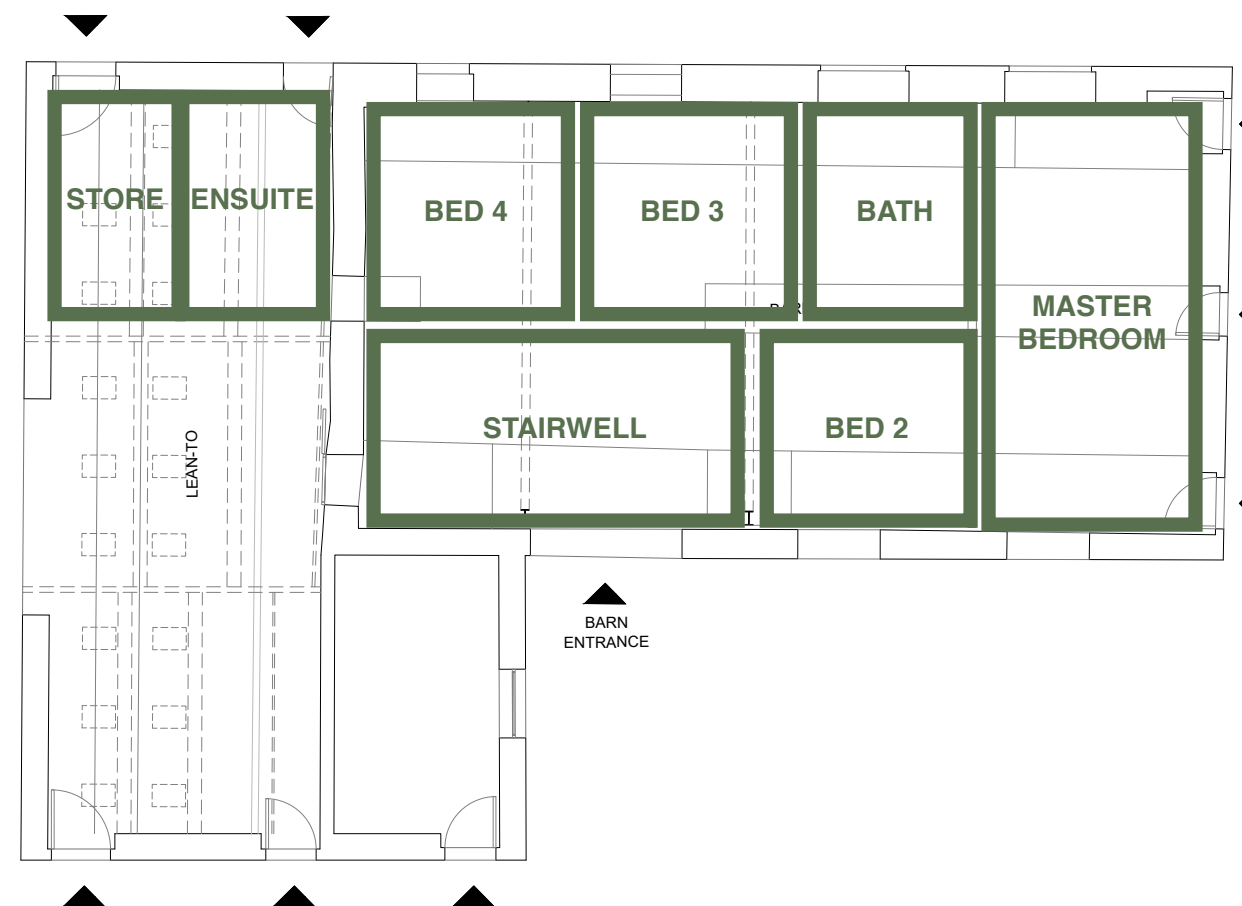 STORE
ENSUITE
BED 4
BED 3
BATH
MASTER
BEDROOM
STAIRWELL
BED 2
LEAN-TO
BARN
ENTRANCE